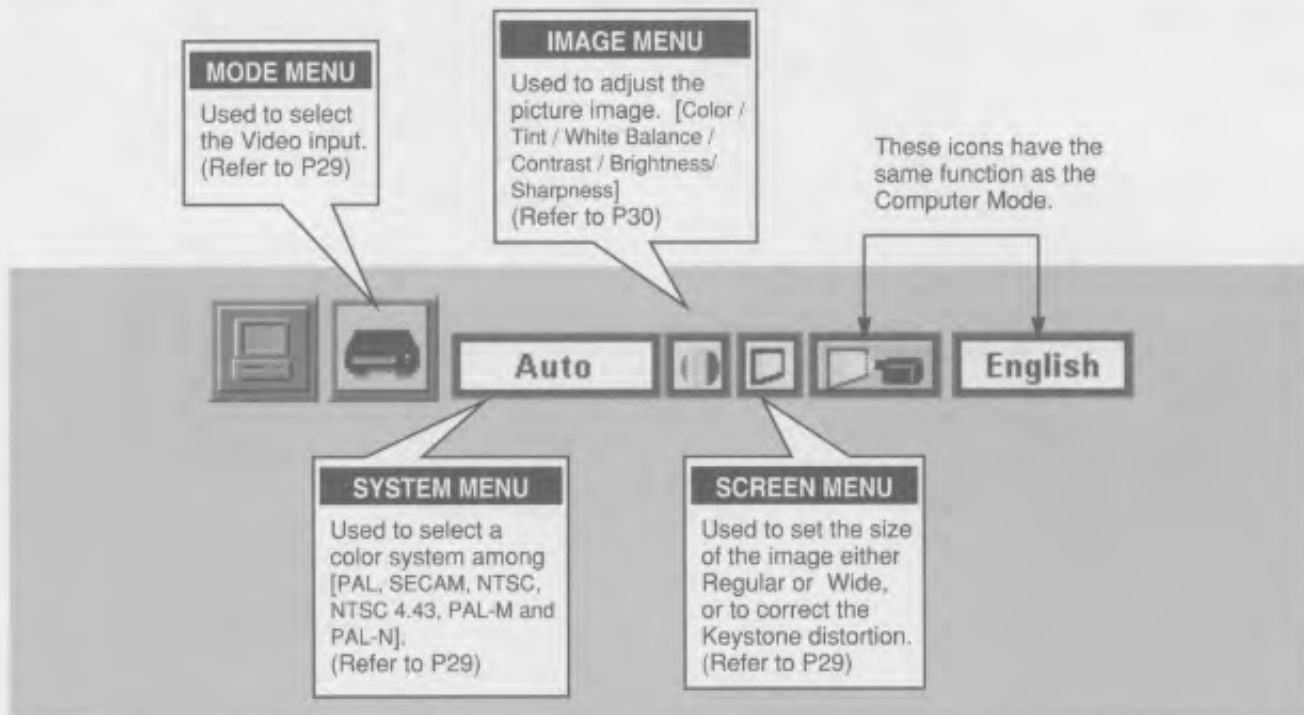 MODE MENU
Used to select
the Video input.
(Refer to P29)
IMAGE MENU
Used to adjust the
picture image. [Color /
Tint / White Balance /
Contrast / Brightness/
Sharpness]
(Refer to P30)
These icons have the
same function as the
Computer Mode.
Auto
English
SYSTEM MENU
Used to select a
color system among
[PAL, SECAM, NTSC,
NTSC 4.43, PAL-M and
PAL-N].
(Refer to P29)
SCREEN MENU
Used to set the size
of the image either
Regular or Wide,
or to correct the
Keystone distortion.
(Refer to P29)